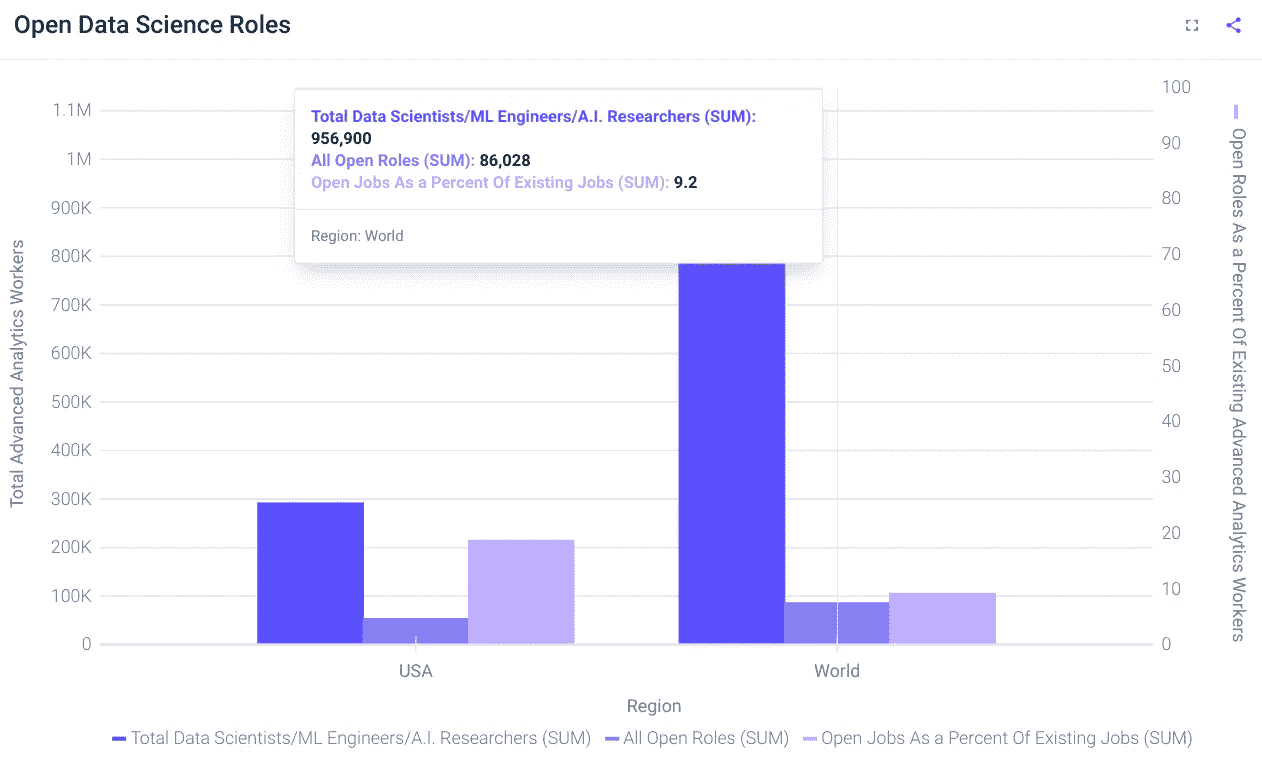 Open Data Science Roles
1.1M
1M
900K
800K
700K
600K
500K
400K
300K
200K
100K
0
Total Advanced Analytics Workers
Total Data Scientists/ML Engineers/A.I. Researchers (SUM):
956,900
All Open Roles (SUM): 86,028
Open Jobs As a Percent Of Existing Jobs (SUM): 9.2
Region: World
100
90
80
70
60
50
40
30
20
10
0
Open Roles As a Percent Of Existing Advanced Analytics Workers
USA
World
Region
Total Data Scientists/ML Engineers/A.I. Researchers (SUM) All Open Roles (SUM) Open Jobs As a Percent Of Existing Jobs (SUM)